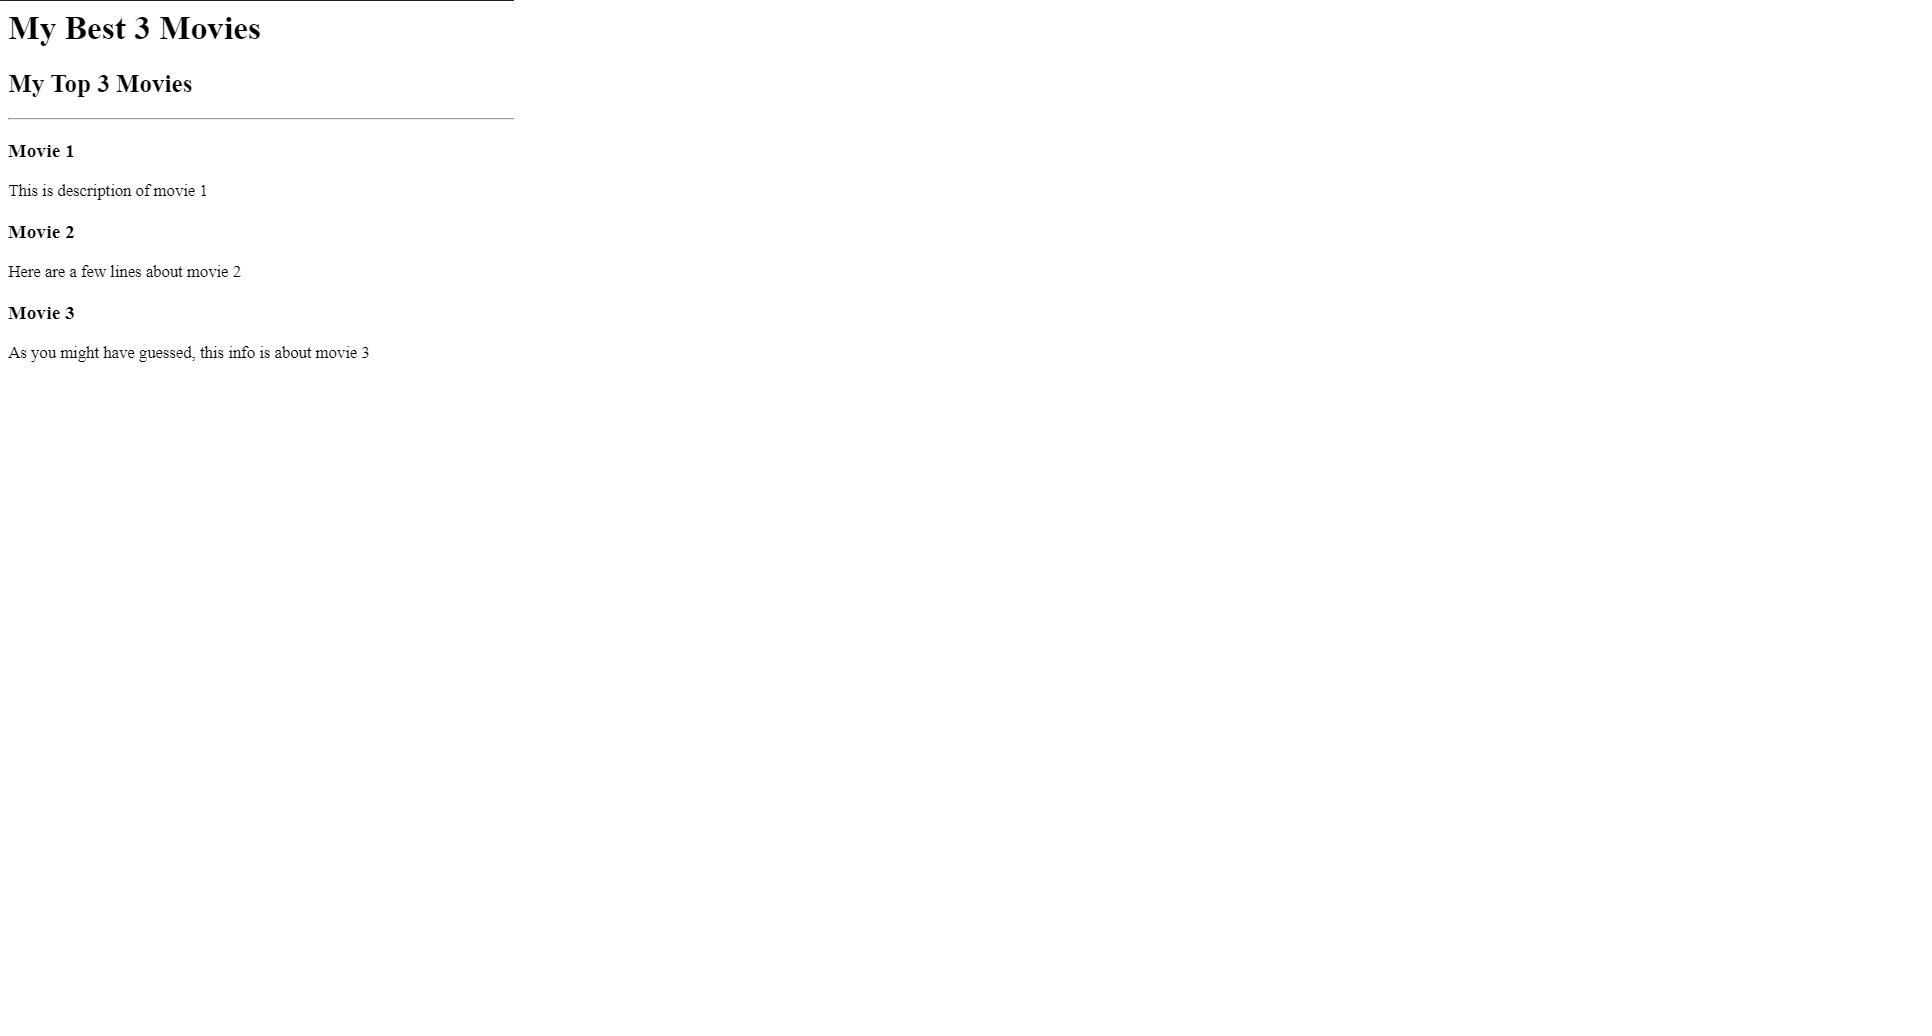 My Best 3 Movies
My Top 3 Movies
Movie 1
This is description of movie 1
Movie 2
Here are a few lines about movie 2
Movie 3
As you might have guessed, this info is about movie 3